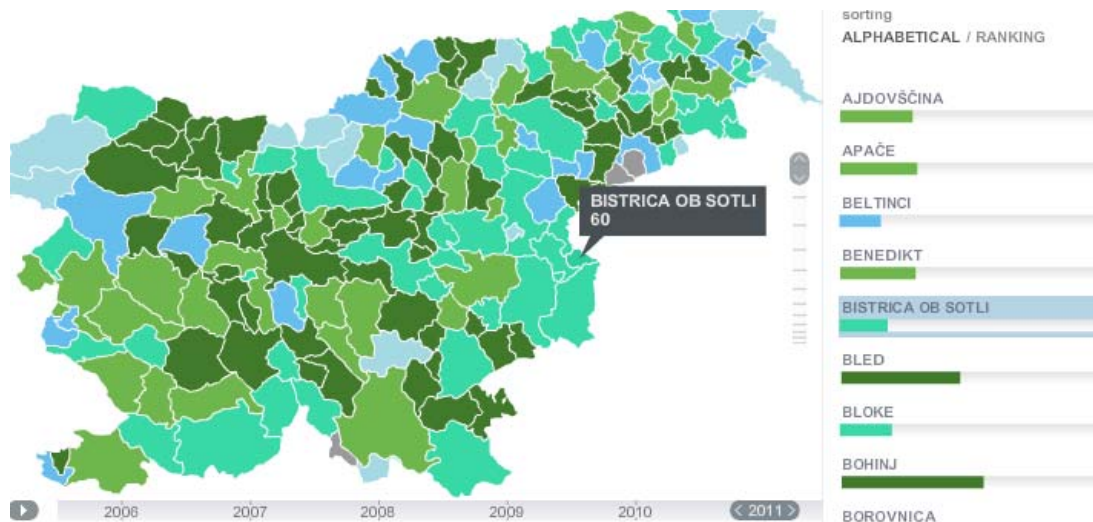 sorting
ALPHABETICAL / RANKING
AJDOVŠČINA
APAČE
BELTINCI
BENEDIKT
BISTRICA OB SOTLI
BLED
BLOKE
BOHINJ
BOROVNICA
BISTRICA OB SOTLI
60
2006
2007
2008
2009
2010
< 2011 >